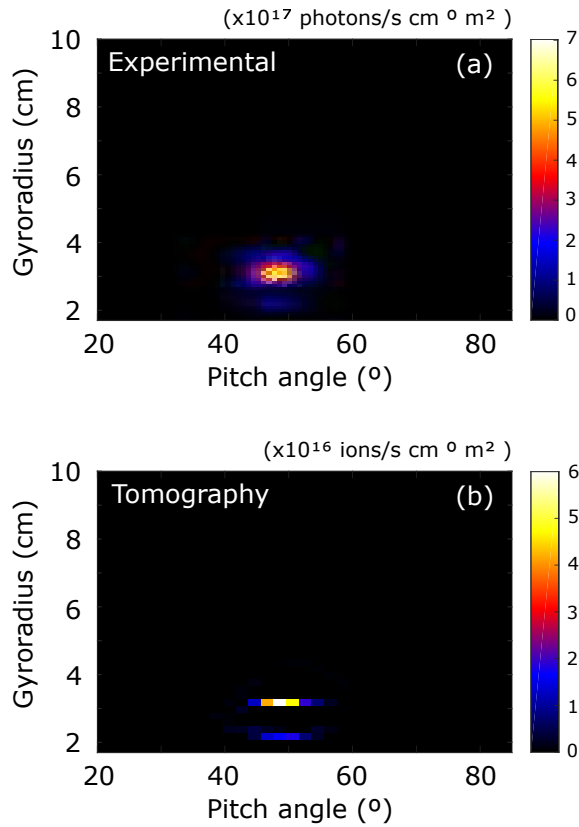 (x10¹⁷ photons/s cm º m² )
Experimental (a)
Gyroradius (cm)
10
8
6
4
2
20 40 60 80
Pitch angle (º)
7
6
5
4
3
2
1
0
(x10¹⁶ ions/s cm º m² )
Tomography (b)
Gyroradius (cm)
10
8
6
4
2
20 40 60 80
Pitch angle (º)
6
5
4
3
2
1
0